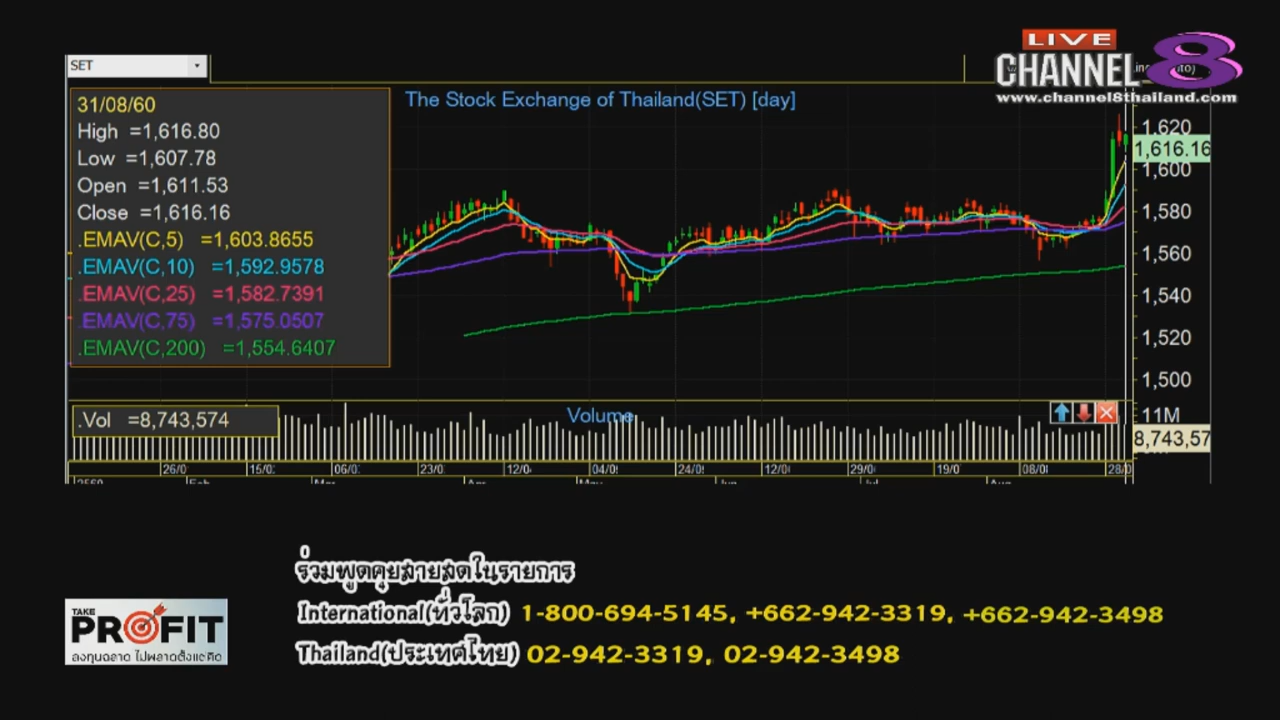 SET
LIVE
CHANNEL 8
www.channel8thailand.com
The Stock Exchange of Thailand(SET) [day]
31/08/60
High =1,616.80
Low =1,607.78
Open =1,611.53
Close =1,616.16
.EMAV(C,5) =1,603.8655
.EMAV(C,10) =1,592.9578
.EMAV(C,25) =1,582.7391
.EMAV(C,75) =1,575.0507
.EMAV(C,200) =1,554.6407
1,620
1,616.16
1,600
1,580
1,560
1,540
1,520
1,500
.Vol =8,743,574
Volume
11M
8,743,57
26/0 15/0 06/0 23/0 12/0 04/0 24/0 12/0 29/0 19/0 08/0 28/0
2560 Feb Mar Apr May Jun Jul Aug
ร่วมพูดคุยสายสดในรายการ
International(ทั่วโลก) 1-800-694-5145, +662-942-3319, +662-942-3498
Thailand(ประเทศไทย) 02-942-3319, 02-942-3498
TAKE
PROFIT
ลงทุนฉลาด ไม่พลาดตั้งแต่คิด